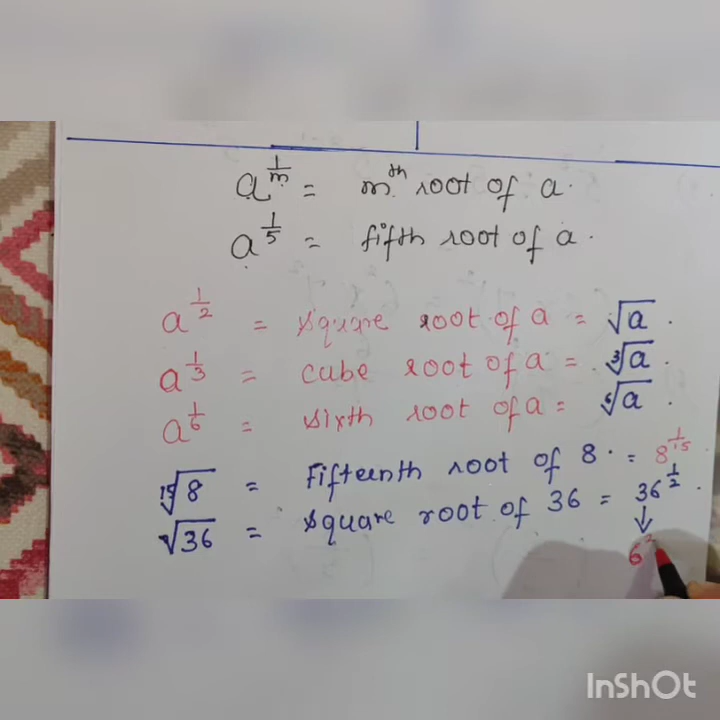 a^{1/m} = m^{th} root of a.
a^{1/5} = fifth root of a.
a^{1/2} = square root of a = √a.
a^{1/3} = cube root of a = ∛a.
a^{1/6} = sixth root of a = ⁶√a.
¹⁵√8 = Fifteenth root of 8. = 8^{1/15}.
√36 = square root of 36 = 36^{1/2}.
↓
6²
InShOt